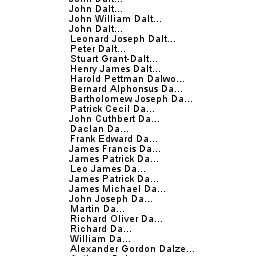 John Dalt...
John William Dalt...
John Dalt...
Leonard Joseph Dalt...
Peter Dalt...
Stuart Grant-Dalt...
Henry James Dalt...
Harold Pettman Dalwo...
Bernard Alphonsus Da...
Bartholomew Joseph Da...
Patrick Cecil Da...
John Cuthbert Da...
Daclan Da...
Frank Edward Da...
James Francis Da...
James Patrick Da...
Leo James Da...
James Patrick Da...
James Michael Da...
John Joseph Da...
Martin Da...
Richard Oliver Da...
Richard Da...
William Da...
Alexander Gordon Dalze...